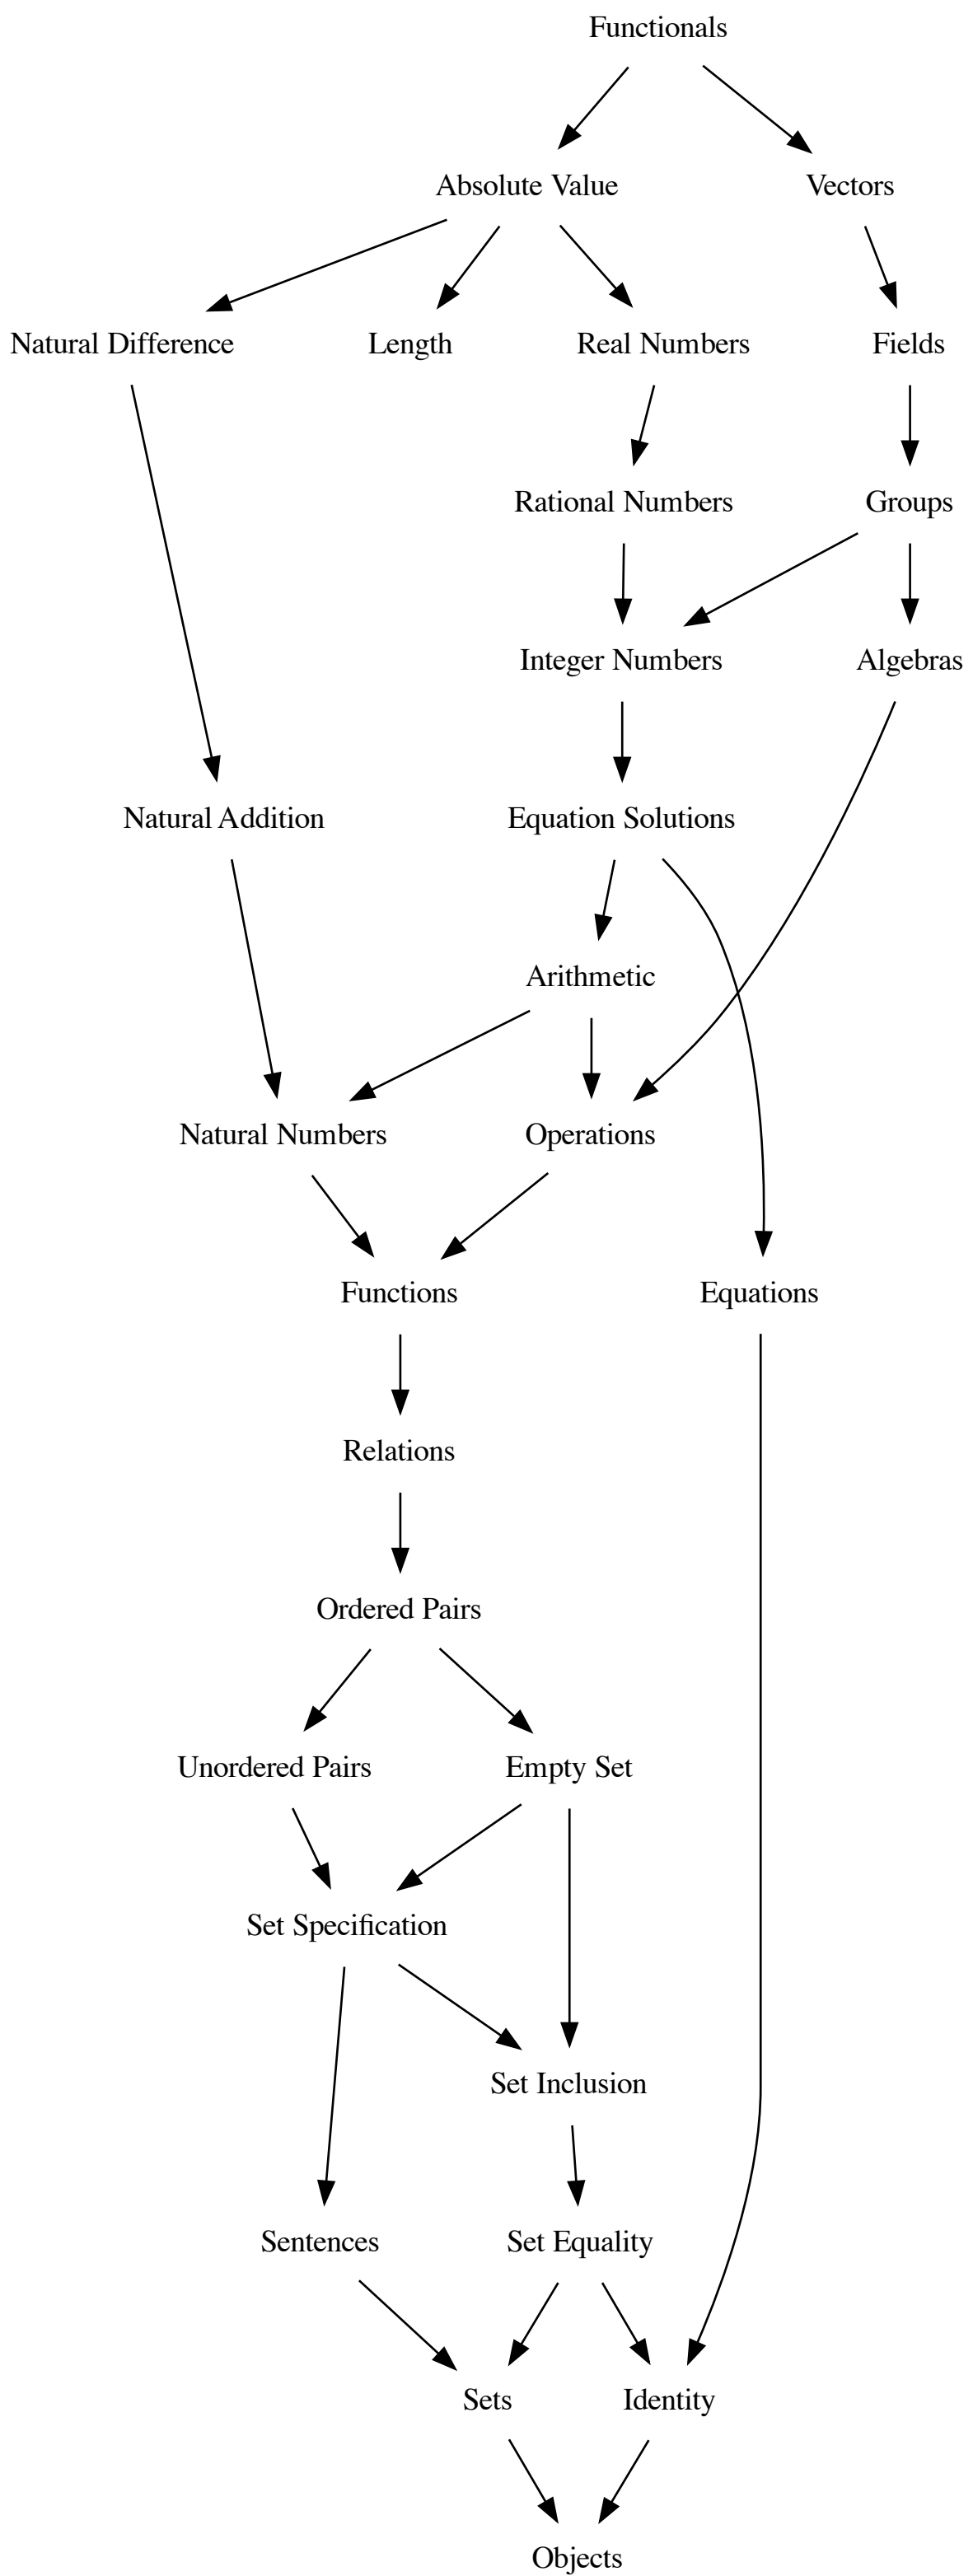 Functionals
Absolute Value
Vectors
Natural Difference
Length
Real Numbers
Fields
Rational Numbers
Groups
Integer Numbers
Algebras
Natural Addition
Equation Solutions
Arithmetic
Natural Numbers
Operations
Functions
Equations
Relations
Ordered Pairs
Unordered Pairs
Empty Set
Set Specification
Set Inclusion
Sentences
Set Equality
Sets
Identity
Objects